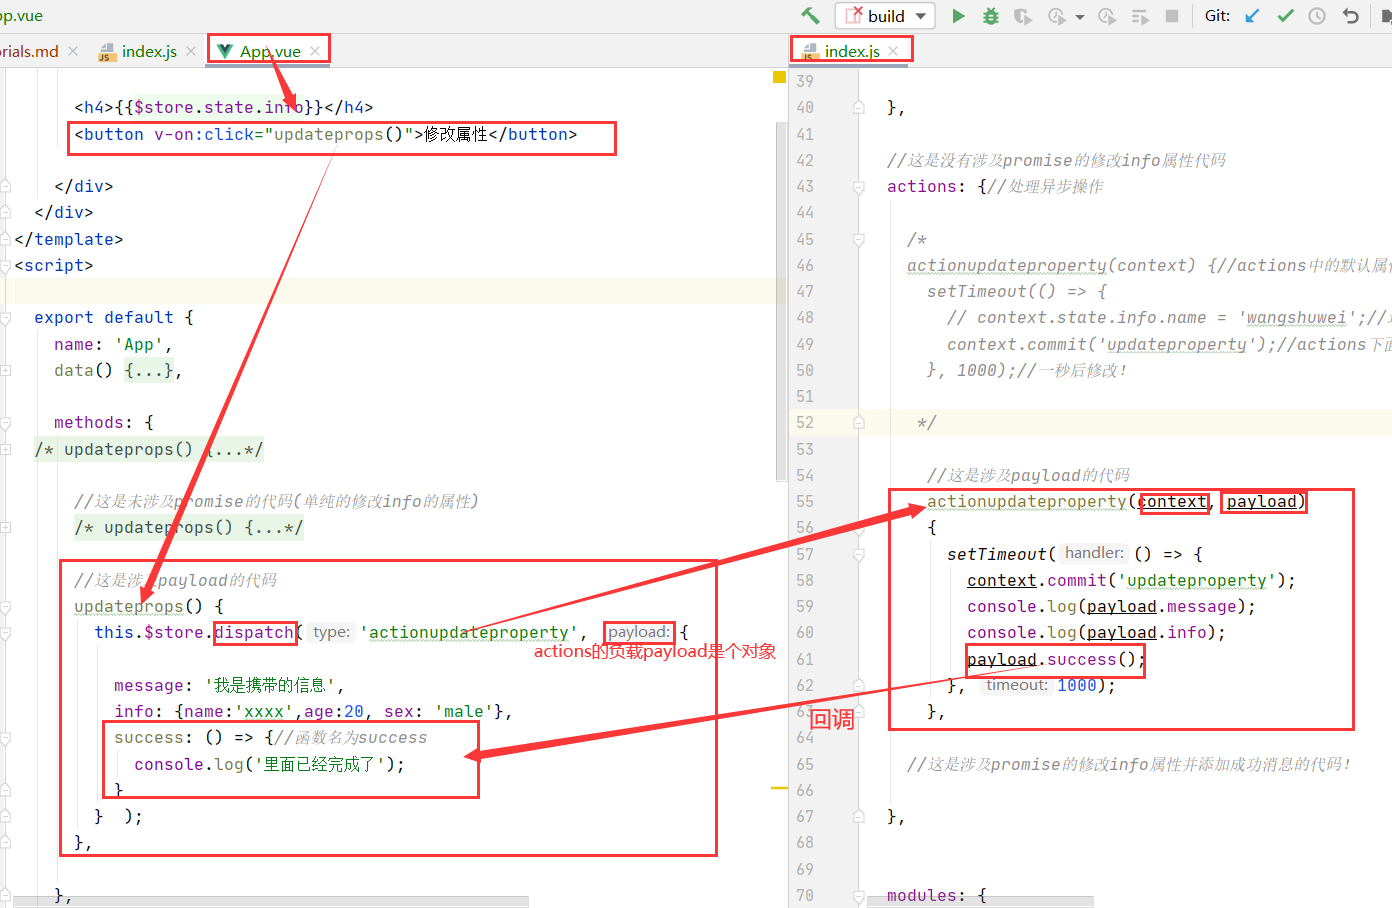 pp.vue
build
Git:
rials.md
index.js
App.vue
<h4>{{$store.state.info}}</h4>
<button v-on:click="updateprops()">修改属性</button>
</div>
</div>
</template>
<script>
export default {
name: 'App',
data() {...},
methods: {
/* updateprops() {...*/
//这是未涉及promise的代码(单纯的修改info的属性)
/* updateprops() {...*/
//这是涉及payload的代码
updateprops() {
this.$store.dispatch( type: 'actionupdateproperty', payload: {
actions的负载payload是个对象
message: '我是携带的信息',
info: {name:'xxxx',age:20, sex: 'male'},
success: () => {//函数名为success
console.log('里面已经完成了');
}
} );
},
},
index.js
39
40 },
41
42 //这是没有涉及promise的修改info属性代码
43 actions: {//处理异步操作
44
45 /*
46 actionupdateproperty(context) {//actions中的默认属
47 setTimeout(() => {
48 // context.state.info.name = 'wangshuwei';//
49 context.commit('updateproperty');//actions下面
50 }, 1000);//一秒后修改!
51
52 */
53
54 //这是涉及payload的代码
55 actionupdateproperty(context, payload)
56 {
57 setTimeout( handler: () => {
58 context.commit('updateproperty');
59 console.log(payload.message);
60 console.log(payload.info);
61 payload.success();
62 }, timeout: 1000);
63 },
回调
64
65 //这是涉及promise的修改info属性并添加成功消息的代码!
66
67 },
68
69
70 modules: {